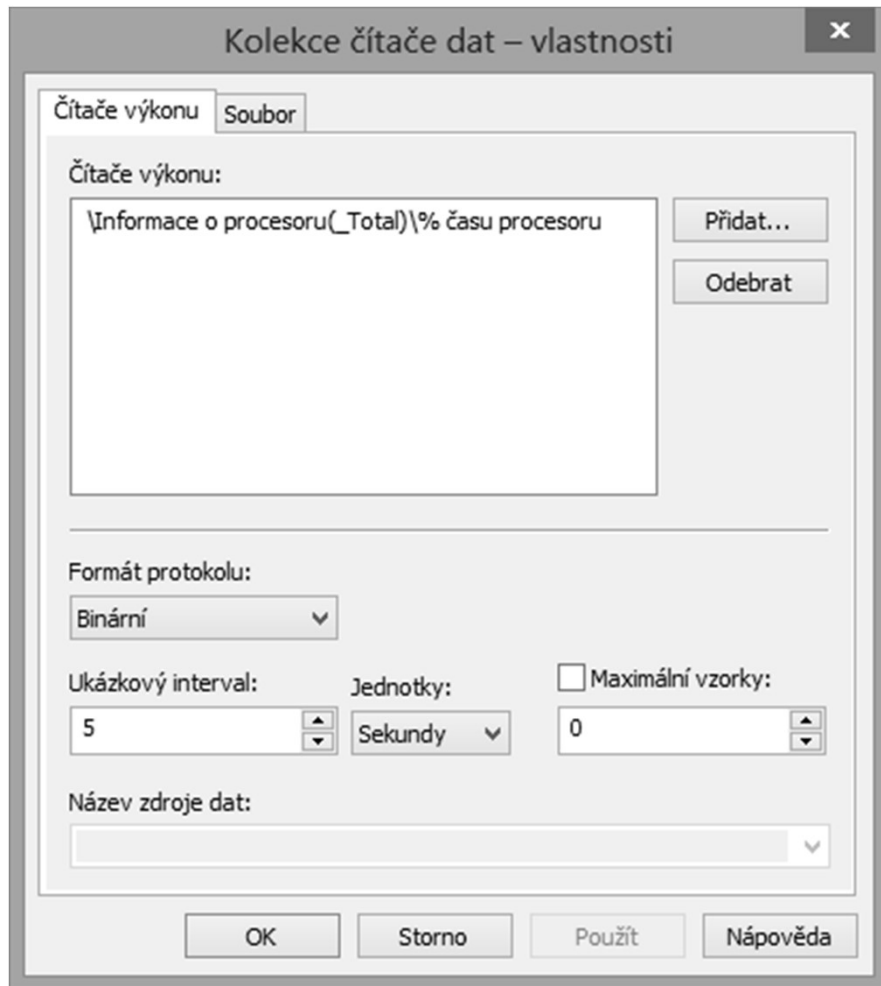 Kolekce čítače dat – vlastnosti
x
Čítače výkonu
Soubor
Čítače výkonu:
\Informace o procesoru(_Total)\% času procesoru
Přidat...
Odebrat
Formát protokolu:
Binární
Ukázkový interval:
Jednotky:
Maximální vzorky:
5
Sekundy
0
Název zdroje dat:
OK
Storno
Použít
Nápověda